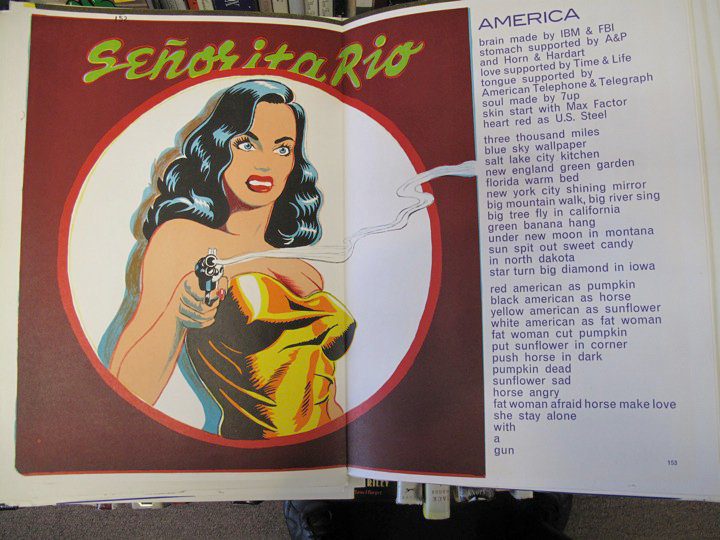 152
Señorita Rio
AMERICA
brain made by IBM & FBI
stomach supported by A&P
and Horn & Hardart
love supported by Time & Life
tongue supported by
American Telephone & Telegraph
soul made by 7up
skin start with Max Factor
heart red as U.S. Steel
three thousand miles
blue sky wallpaper
salt lake city kitchen
new england green garden
florida warm bed
new york city shining mirror
big mountain walk, big river sing
big tree fly in california
green banana hang
under new moon in montana
sun spit out sweet candy
in north dakota
star turn big diamond in iowa
red american as pumpkin
black american as horse
yellow american as sunflower
white american as fat woman
fat woman cut pumpkin
put sunflower in corner
push horse in dark
pumpkin dead
sunflower sad
horse angry
fat woman afraid horse make love
she stay alone
with
a
gun
153
RILEY